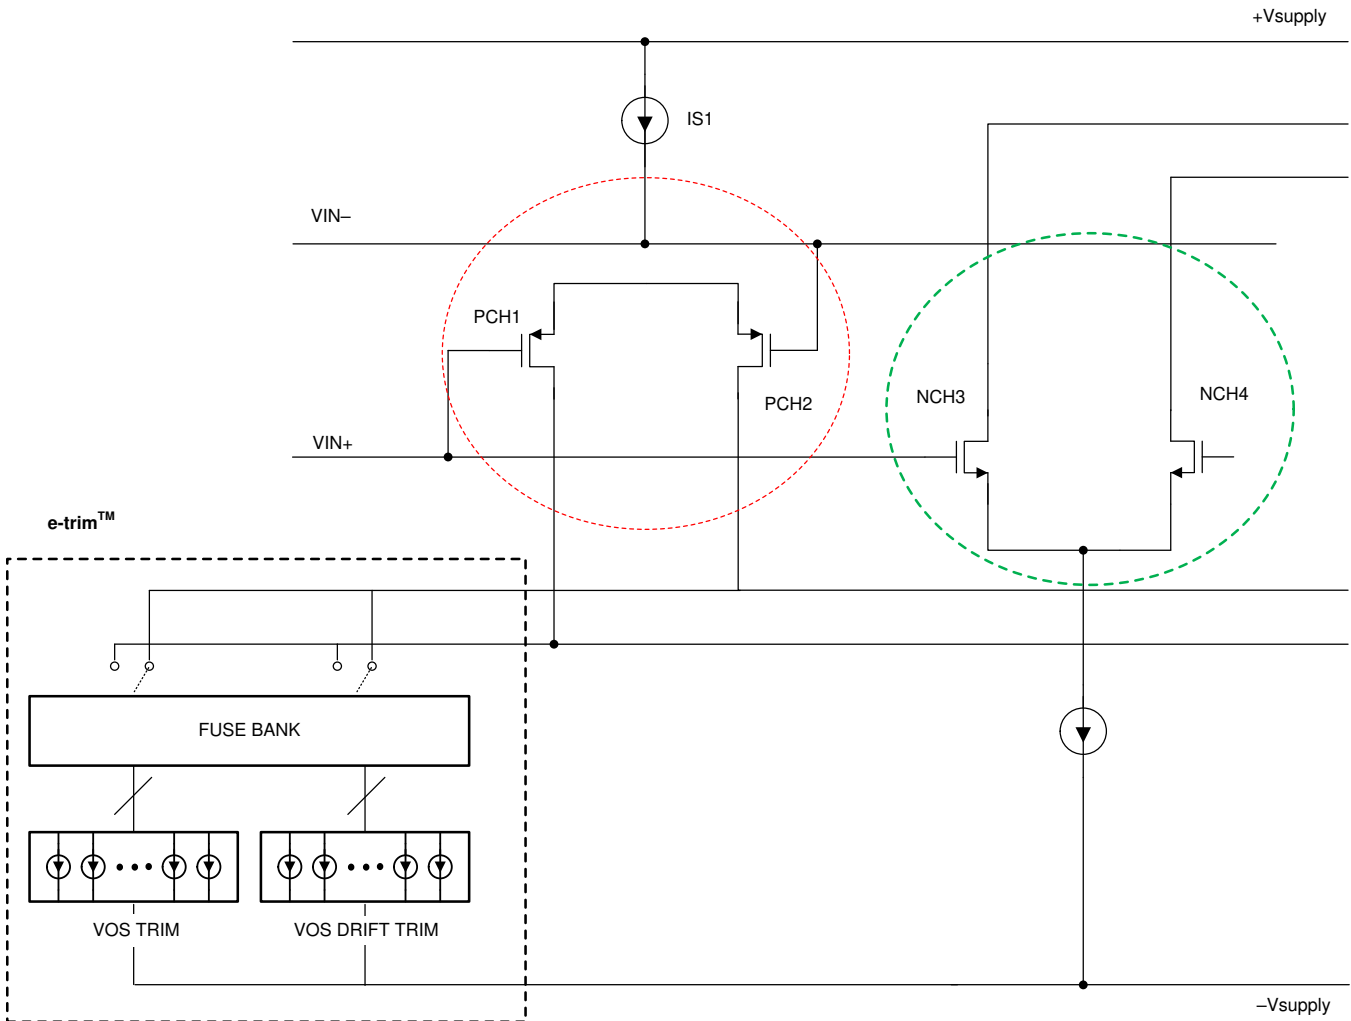 +Vsupply
IS1
VIN–
PCH1
PCH2
NCH3
NCH4
VIN+
e-trim™
FUSE BANK
VOS TRIM
VOS DRIFT TRIM
–Vsupply